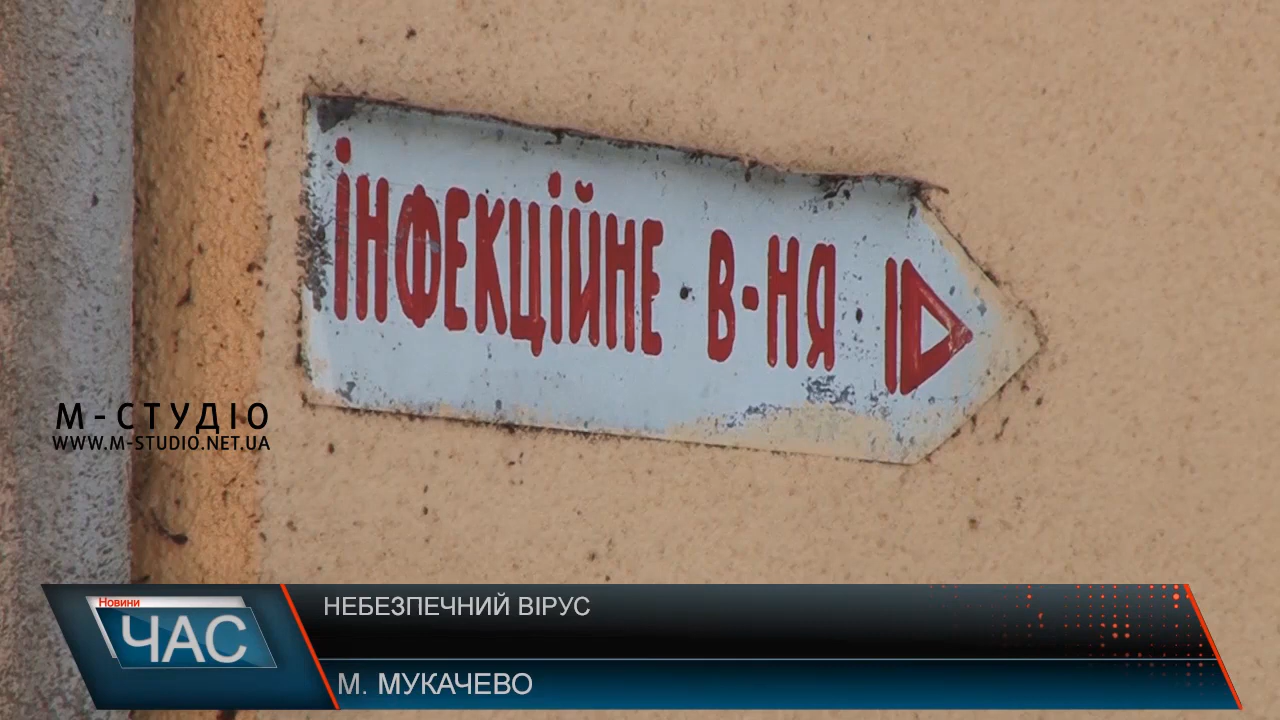 ІНФЕКЦІЙНЕ В-НЯ
М-СТУДІО
WWW.M-STUDIO.NET.UA
Новини
ЧАС
НЕБЕЗПЕЧНИЙ ВІРУС
М. МУКАЧЕВО